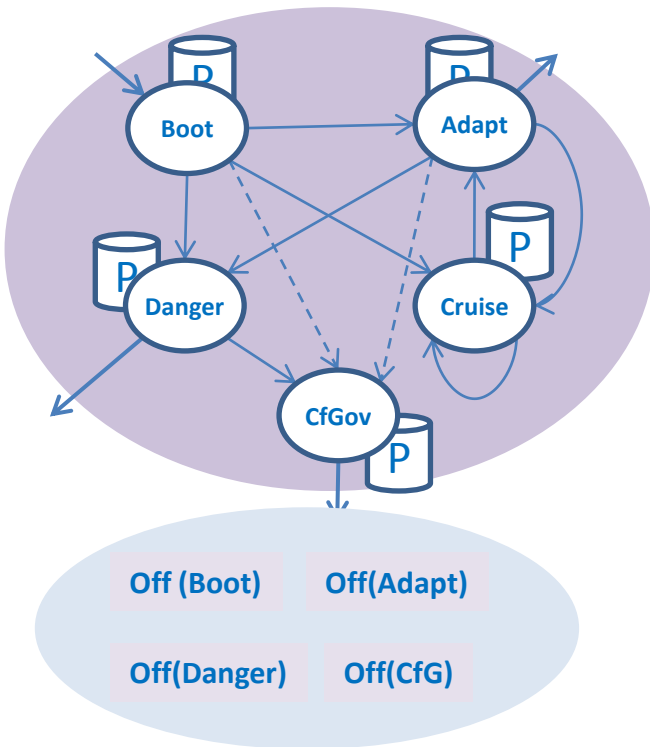 P
P
Boot
Adapt
P
P
Danger
Cruise
CfGov
P
Off (Boot)
Off(Adapt)
Off(Danger)
Off(CfG)